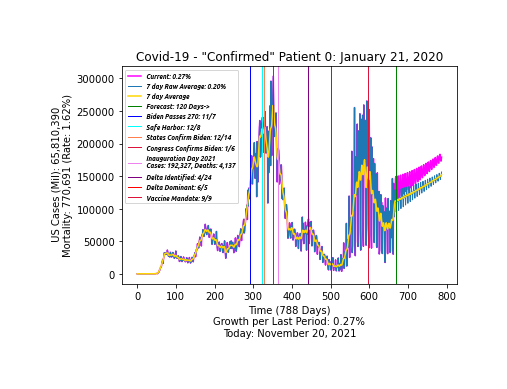 Covid-19 - "Confirmed" Patient 0: January 21, 2020
US Cases (Mil): 65,810,390
Mortality: 770,691 (Rate: 1.62%)
300000
250000
200000
150000
100000
50000
0
Current: 0.27%
7 day Raw Average: 0.20%
7 day Average
Forecast: 120 Days->
Biden Passes 270: 11/7
Safe Harbor: 12/8
States Confirm Biden: 12/14
Congress Confirms Biden: 1/6
Inauguration Day 2021
Cases: 192,327, Deaths: 4,137
Delta Identified: 4/24
Delta Dominant: 6/5
Vaccine Mandate: 9/9
0 100 200 300 400 500 600 700 800
Time (788 Days)
Growth per Last Period: 0.27%
Today: November 20, 2021